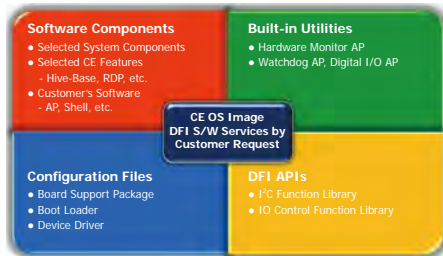 Software Components
● Selected System Components
● Selected CE Features
- Hive-Base, RDP, etc.
● Customer's Software
- AP, Shell, etc.
Built-in Utilities
● Hardware Monitor AP
● Watchdog AP, Digital I/O AP
CE OS Image
DFI S/W Services by
Customer Request
Configuration Files
● Board Support Package
● Boot Loader
● Device Driver
DFI APIs
● I²C Function Library
● IO Control Function Library